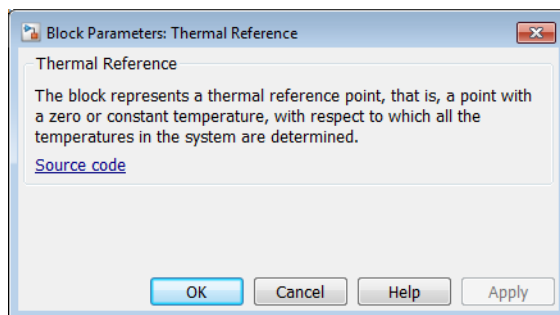 Block Parameters: Thermal Reference
Thermal Reference
The block represents a thermal reference point, that is, a point with
a zero or constant temperature, with respect to which all the
temperatures in the system are determined.
Source code
OK Cancel Help Apply